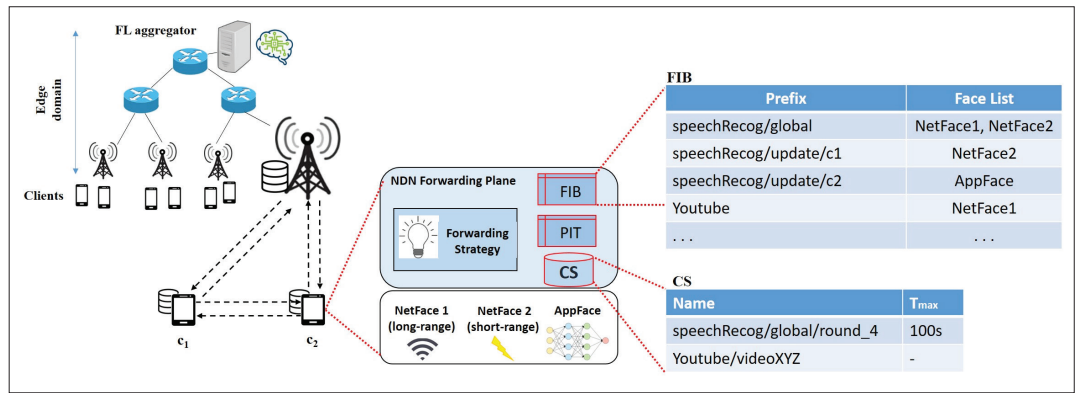 FL aggregator
Edge
domain
Clients
c1
c2
NDN Forwarding Plane
Forwarding
Strategy
FIB
PIT
CS
NetFace 1
(long-range)
NetFace 2
(short-range)
AppFace
FIB
Prefix Face List
speechRecog/global NetFace1, NetFace2
speechRecog/update/c1 NetFace2
speechRecog/update/c2 AppFace
Youtube NetFace1
. . . . . .
CS
Name Tmax
speechRecog/global/round_4 100s
Youtube/videoXYZ -